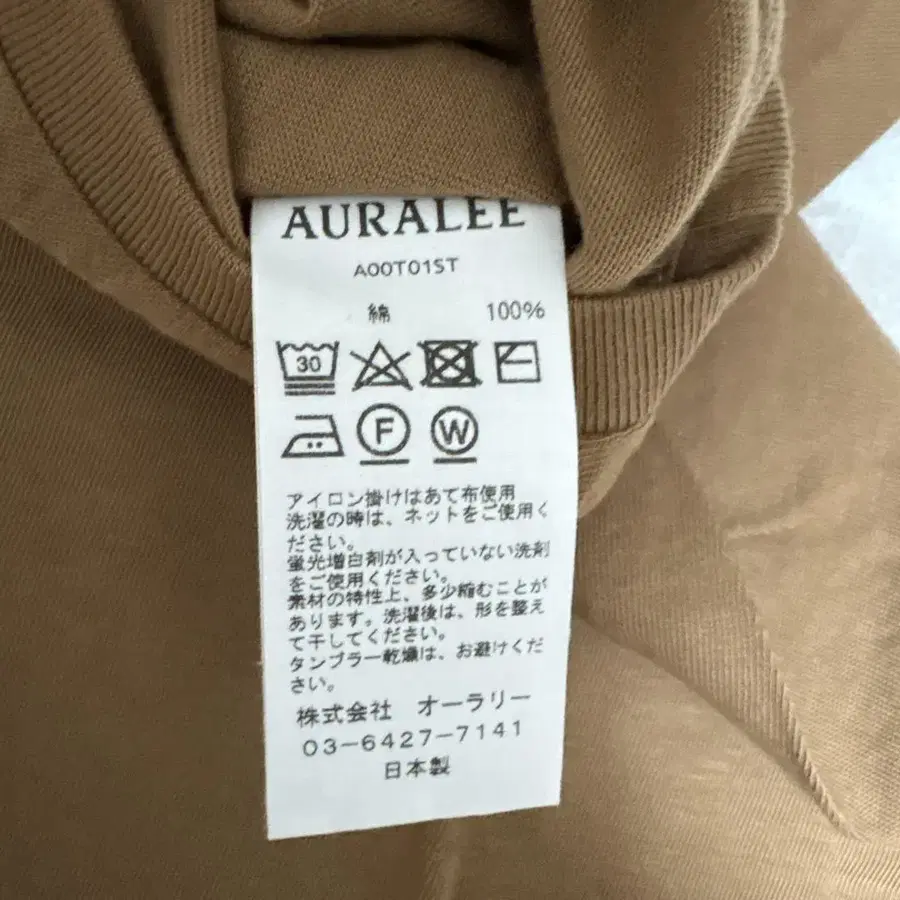 AURALEE
A00T01ST
綿 100%
30
F W
アイロン掛けはあて布使用
洗濯の時は、ネットをご使用く
ださい。
蛍光増白剤が入っていない洗剤
をご使用ください。
素材の特性上、多少縮むことが
あります。洗濯後は、形を整え
て干してください。
タンブラー乾燥は、お避けくだ
さい。
株式会社 オーラリー
03-6427-7141
日本製